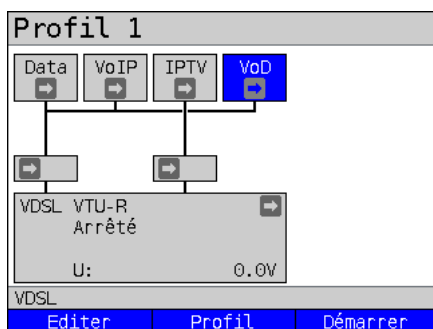 Profil 1
Data VoIP IPTV VoD
VDSL VTU-R
Arrêté
U: 0.0V
VDSL
Editer Profil Démarrer